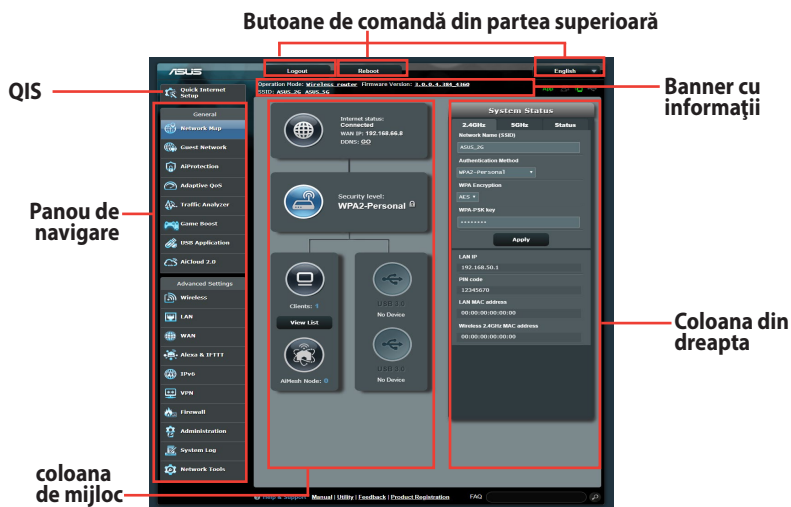 Butoane de comandă din partea superioară
QIS
Banner cu
informații
Panou de
navigare
Coloana din
dreapta
coloana
de mijloc
ASUS
Logout
Reboot
English
Operation Mode: Wireless router Firmware Version: 3.0.0.4.384_4360
SSID: ASUS_2G ASUS_5G
Quick Internet
Setup
General
Network Map
Guest Network
AiProtection
Adaptive QoS
Traffic Analyzer
Game Boost
USB Application
AiCloud 2.0
Advanced Settings
Wireless
LAN
WAN
Alexa & IFTTT
IPv6
VPN
Firewall
Administration
System Log
Network Tools
Internet status:
Connected
WAN IP: 192.168.66.8
DDNS: GO
Security level:
WPA2-Personal
Clients: 1
View List
AiMesh Node: 0
USB 3.0
No Device
USB 3.0
No Device
System Status
2.4GHz 5GHz Status
Network Name (SSID)
ASUS_2G
Authentication Method
WPA2-Personal
WPA Encryption
AES
WPA-PSK key
••••••••
Apply
LAN IP
192.168.50.1
PIN code
12345670
LAN MAC address
00:00:00:00:00:00
Wireless 2.4GHz MAC address
00:00:00:00:00:00
Help & Support Manual | Utility | Feedback | Product Registration FAQ